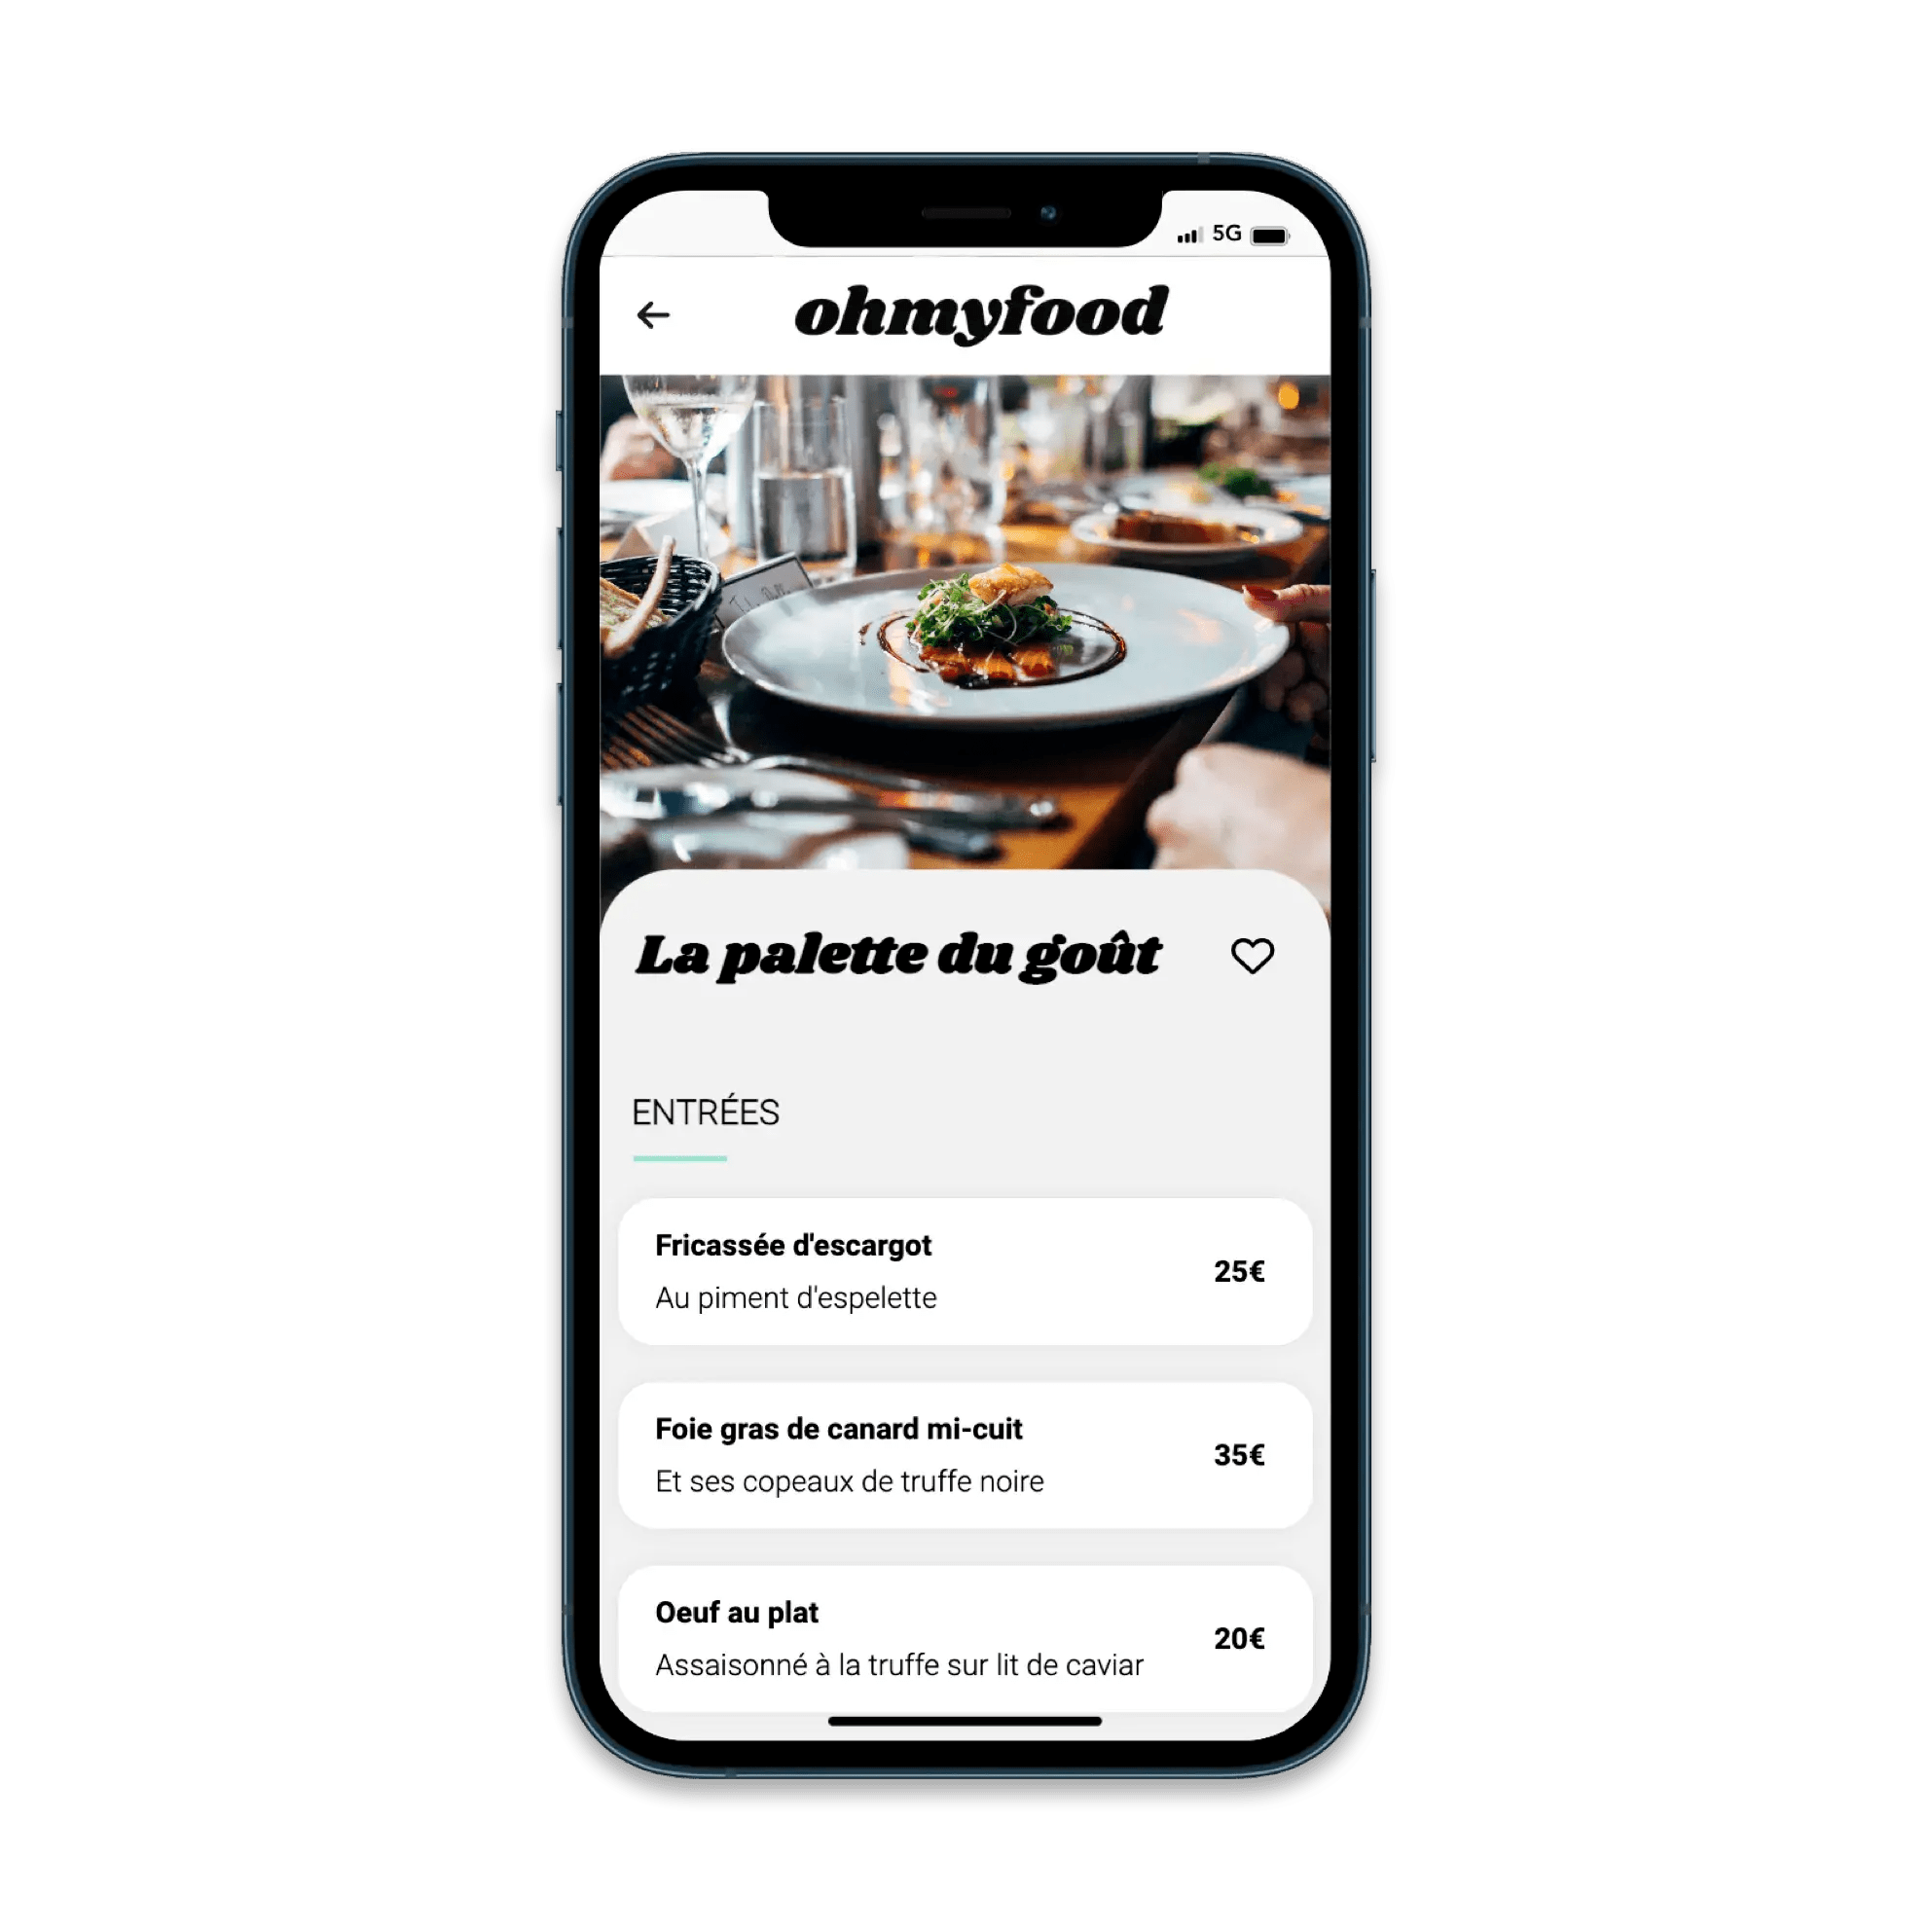 5G
ohmyfood
La palette du goût
ENTRÉES
Fricassée d'escargot
Au piment d'espelette
25€
Foie gras de canard mi-cuit
Et ses copeaux de truffe noire
35€
Oeuf au plat
Assaisonné à la truffe sur lit de caviar
20€